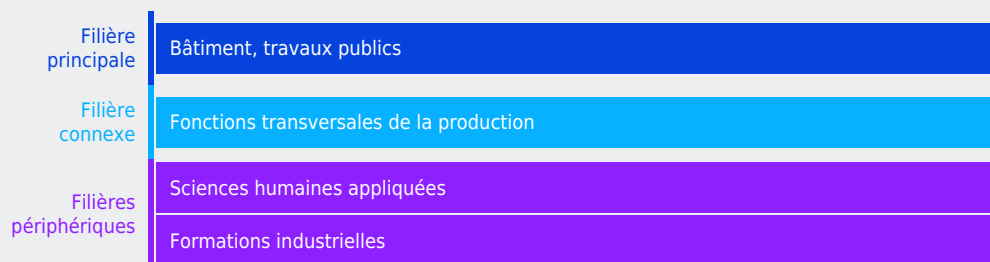 Filière
principale
Bâtiment, travaux publics
Filière
connexe
Fonctions transversales de la production
Filières
périphériques
Sciences humaines appliquées
Formations industrielles